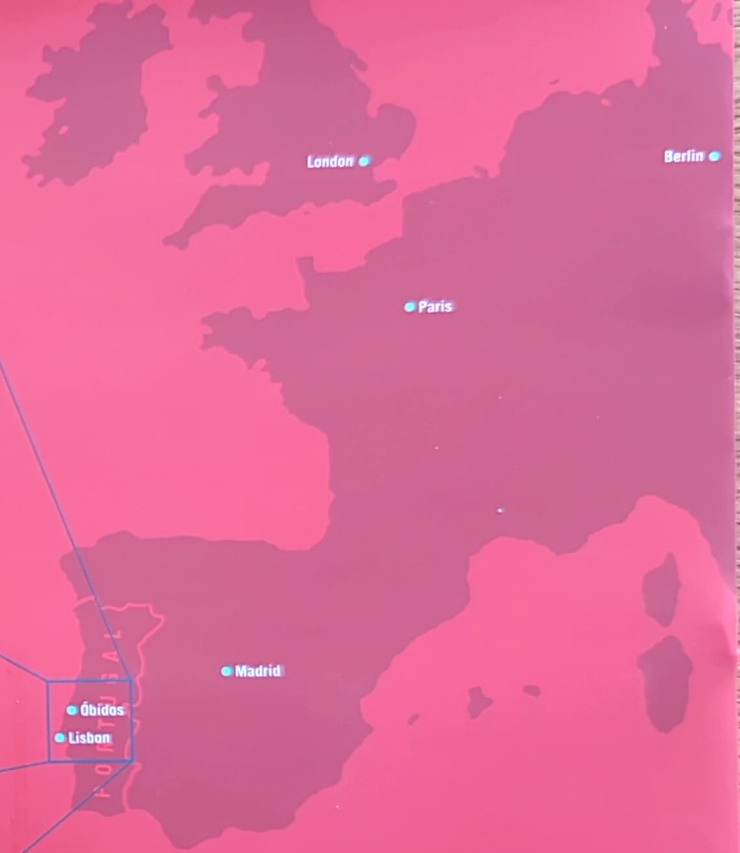 London
Berlin
Paris
Madrid
PORTUGAL
Óbidos
Lisbon